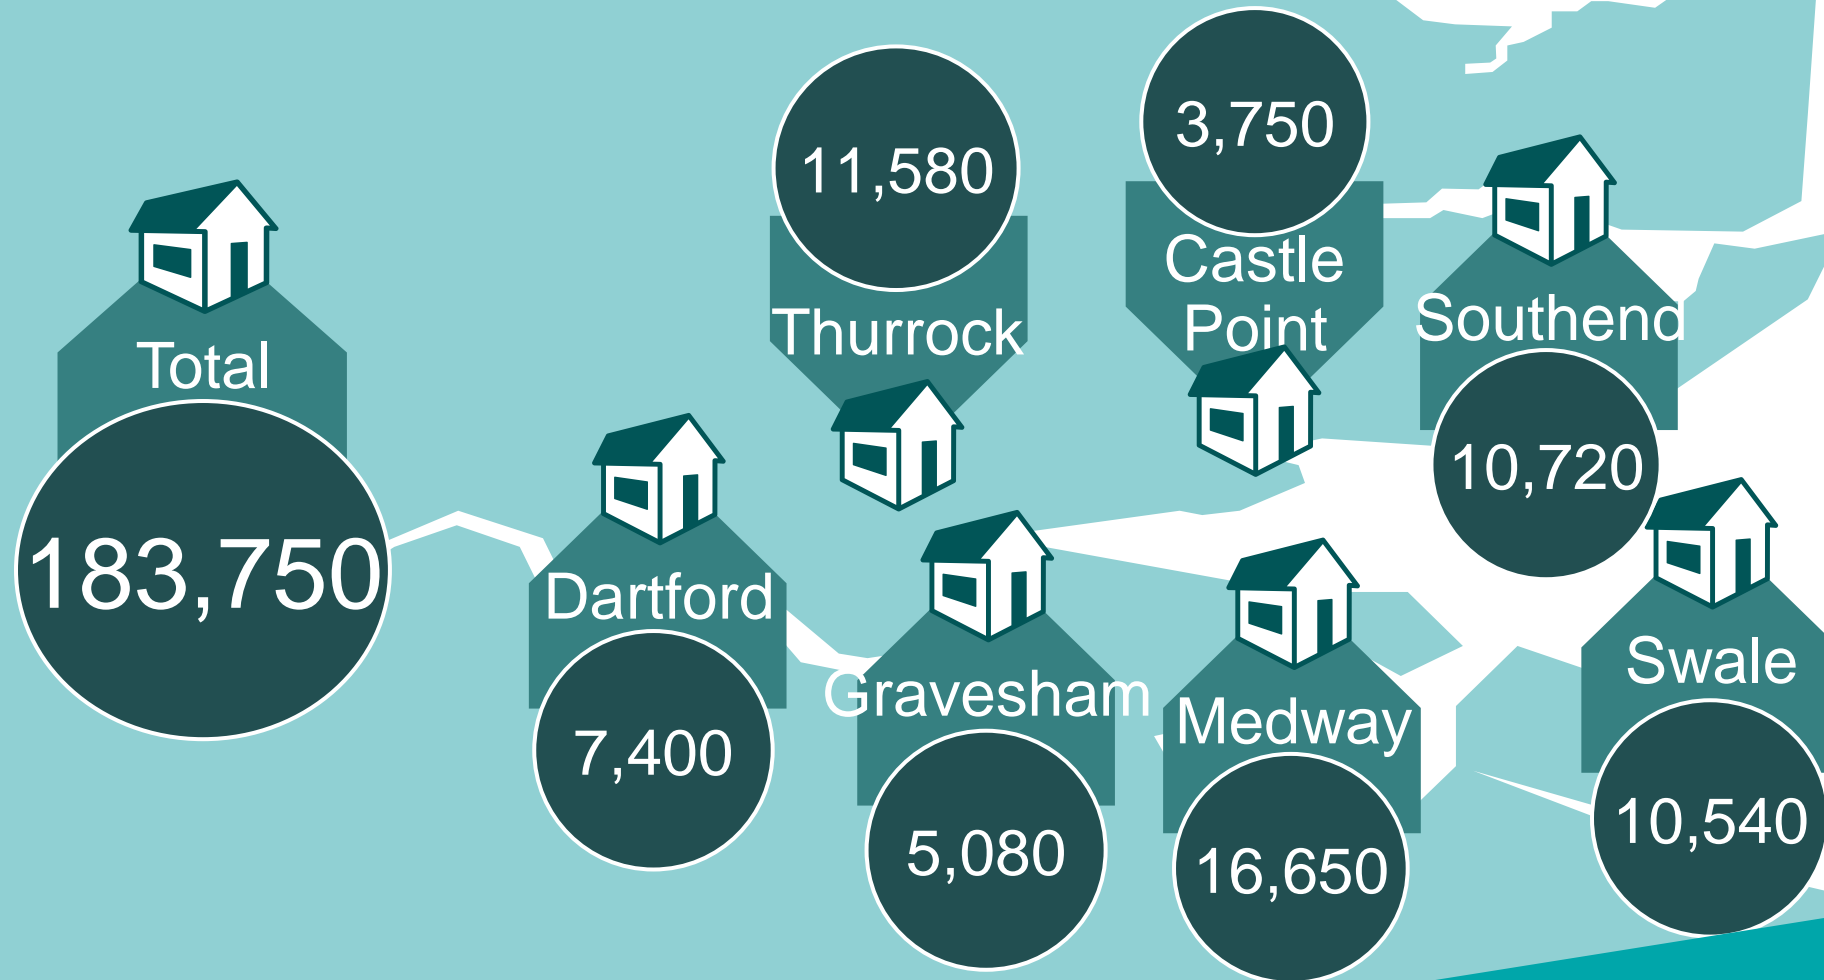 Total
183,750
Dartford
7,400
11,580
Thurrock
Gravesham
5,080
3,750
Castle
Point
Medway
16,650
Southend
10,720
Swale
10,540